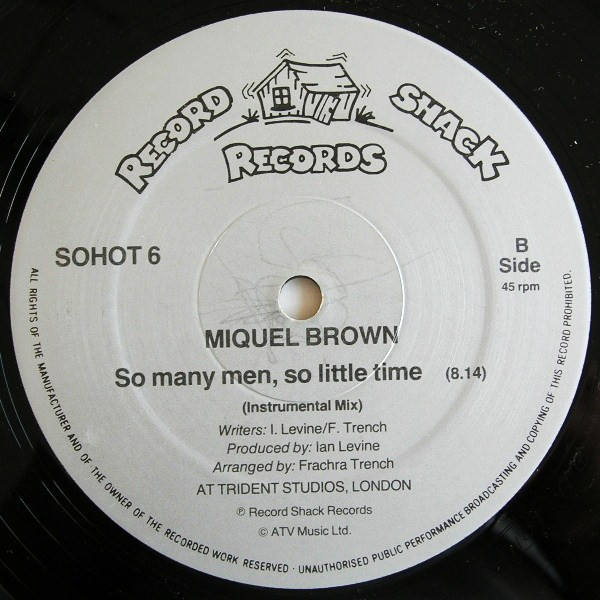 RECORD SHACK
RECORDS
SOHOT 6
B
Side
45 rpm
MIQUEL BROWN
So many men, so little time (8.14)
(Instrumental Mix)
Writers: I. Levine/F. Trench
Produced by: Ian Levine
Arranged by: Frachra Trench
AT TRIDENT STUDIOS, LONDON
℗ Record Shack Records
© ATV Music Ltd.
ALL RIGHTS OF THE MANUFACTURER AND OF THE OWNER OF THE RECORDED WORK RESERVED · UNAUTHORISED PUBLIC PERFORMANCE BROADCASTING AND COPYING OF THIS RECORD PROHIBITED.